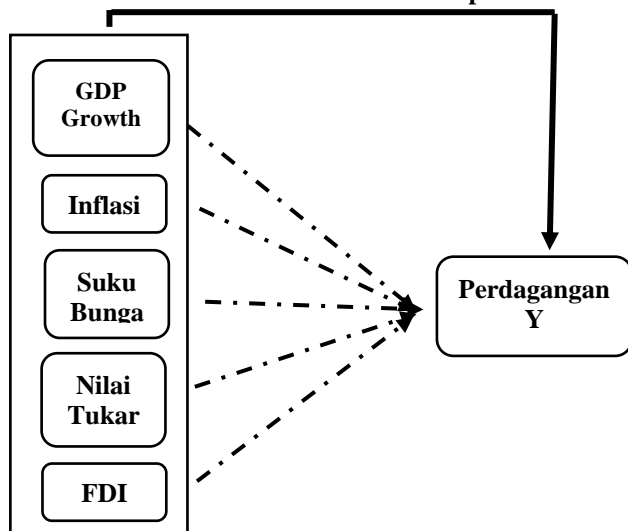 GDP
Growth
Inflasi
Suku
Bunga
Nilai
Tukar
FDI
Perdagangan
Y